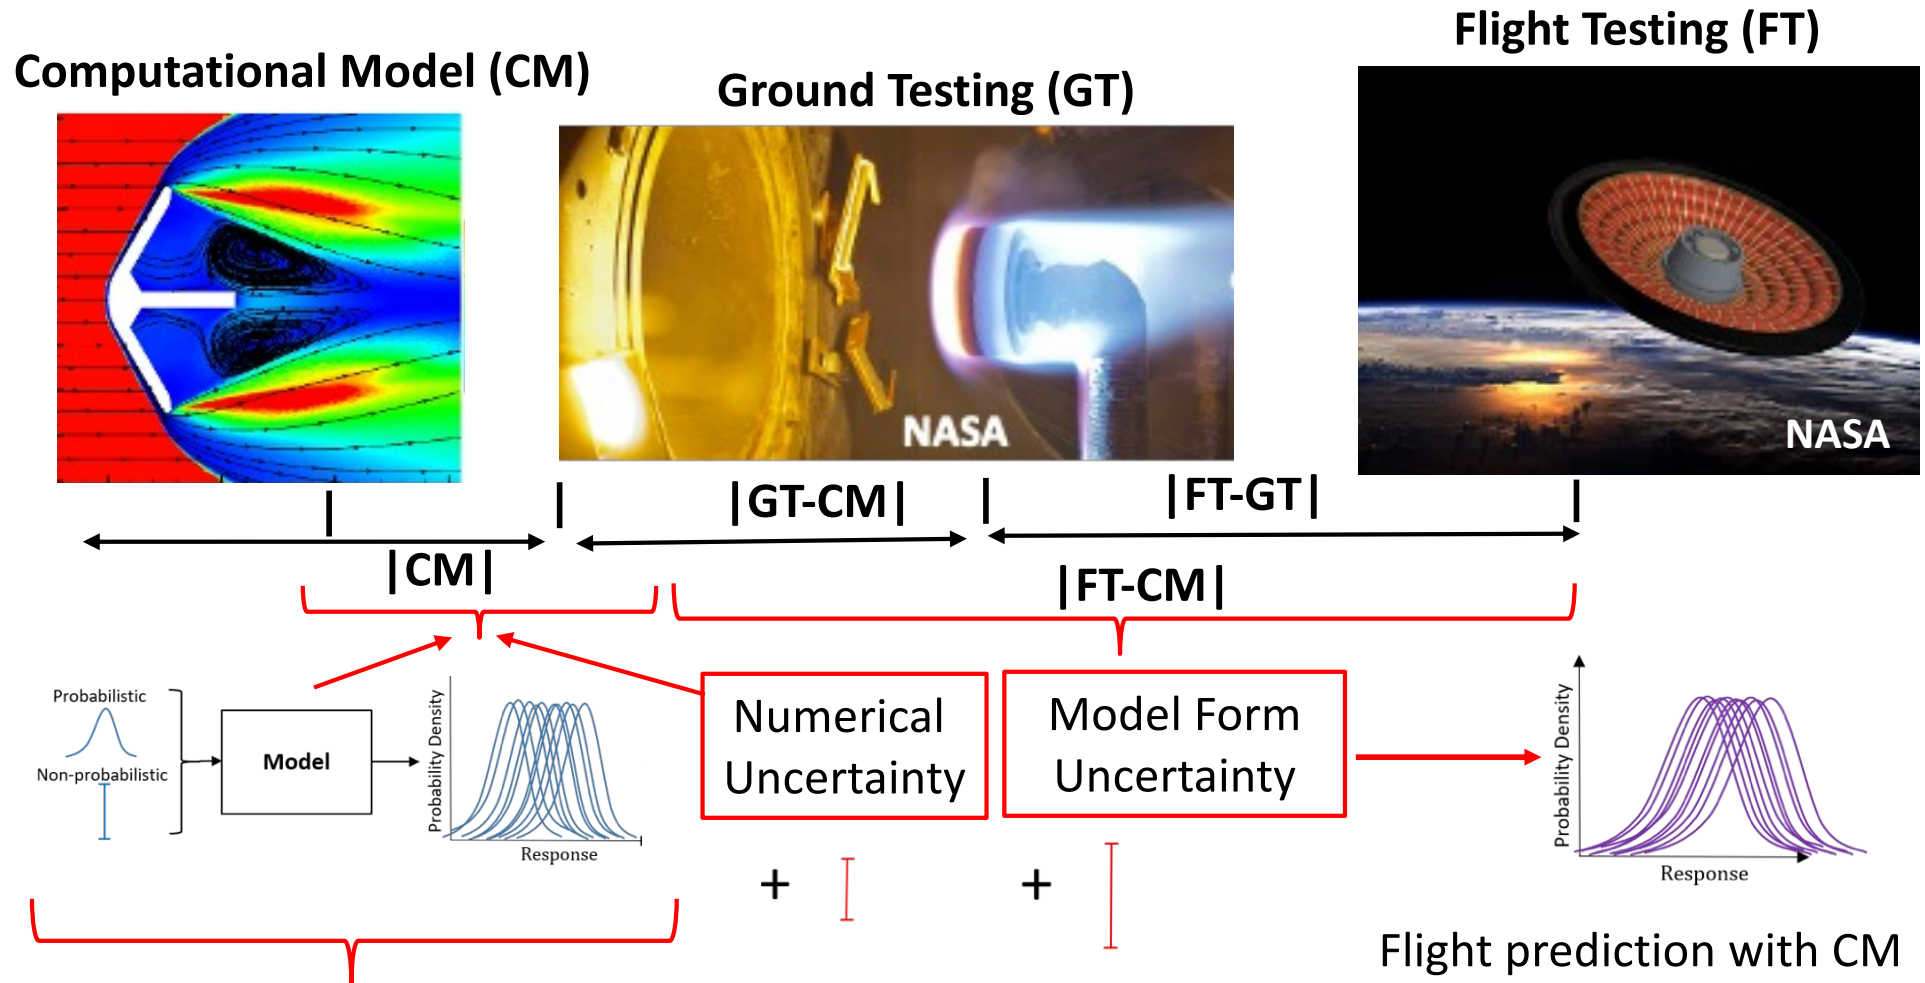 Computational Model (CM)
Ground Testing (GT)
Flight Testing (FT)
NASA
NASA
|GT-CM|
|FT-GT|
|CM|
|FT-CM|
Probabilistic
Non-probabilistic
Model
Probability Density
Response
Numerical
Uncertainty
Model Form
Uncertainty
Probability Density
Response
+
+
Flight prediction with CM